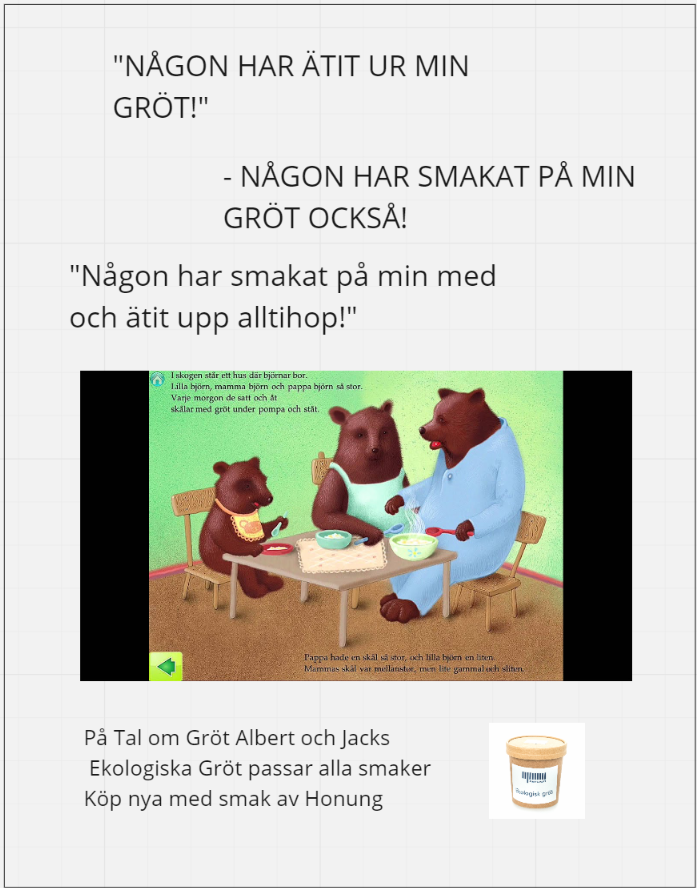 "NÅGON HAR ÄTIT UR MIN
GRÖT!"
- NÅGON HAR SMAKAT PÅ MIN
GRÖT OCKSÅ!
"Någon har smakat på min med
och ätit upp alltihop!"
I skogen står ett hus där björnar bor.
Lilla björn, mamma björn och pappa björn så stor.
Varje morgon de satt och åt
skålar med gröt under pompa och ståt.
Pappa hade en skål så stor, och lilla björn en liten.
Mammas skål var mellanstor, men lite gammal och sliten.
På Tal om Gröt Albert och Jacks
Ekologiska Gröt passar alla smaker
Köp nya med smak av Honung
Ekologisk gröt